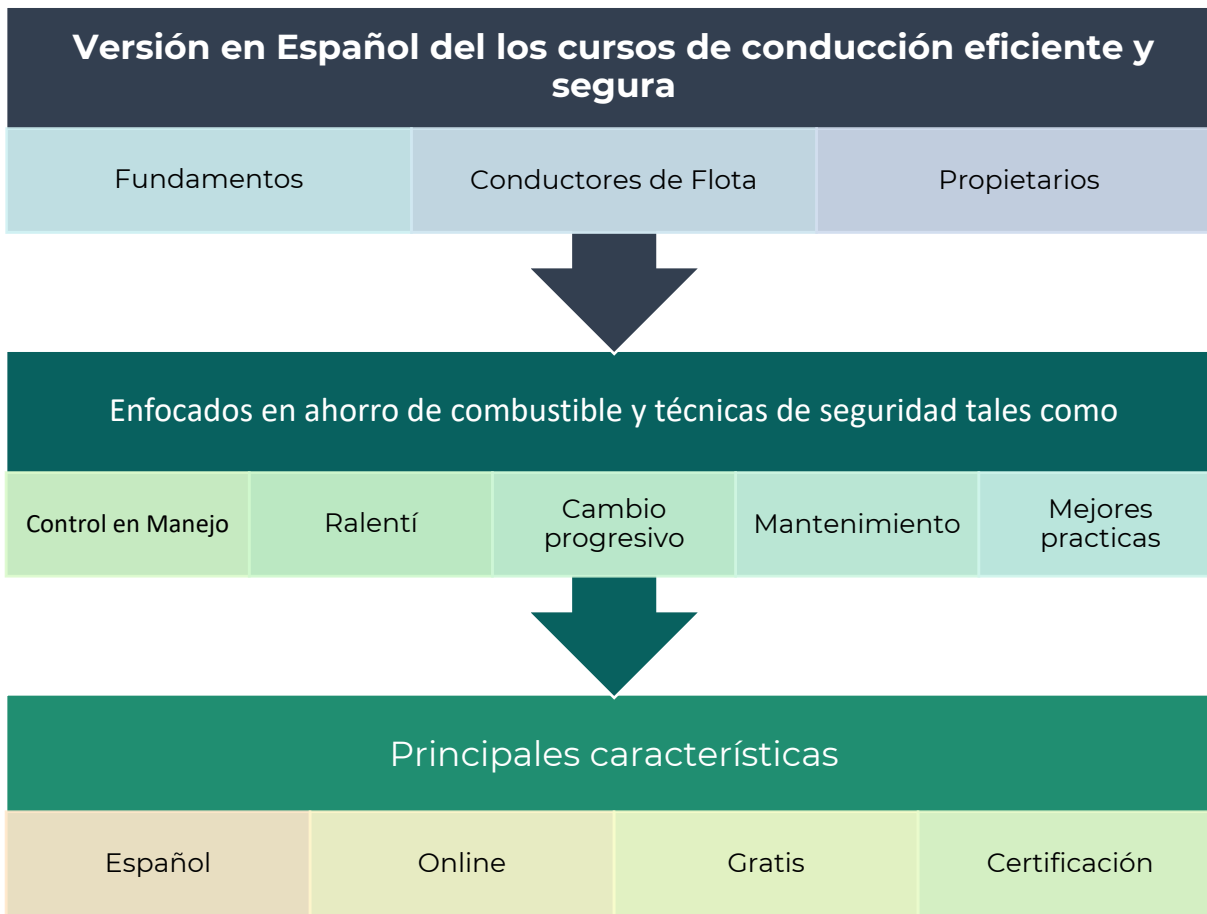 Versión en Español del los cursos de conducción eficiente y
segura
Fundamentos
Conductores de Flota
Propietarios
Enfocados en ahorro de combustible y técnicas de seguridad tales como
Control en Manejo
Ralentí
Cambio
progresivo
Mantenimiento
Mejores
practicas
Principales característícas
Español
Online
Gratis
Certificación